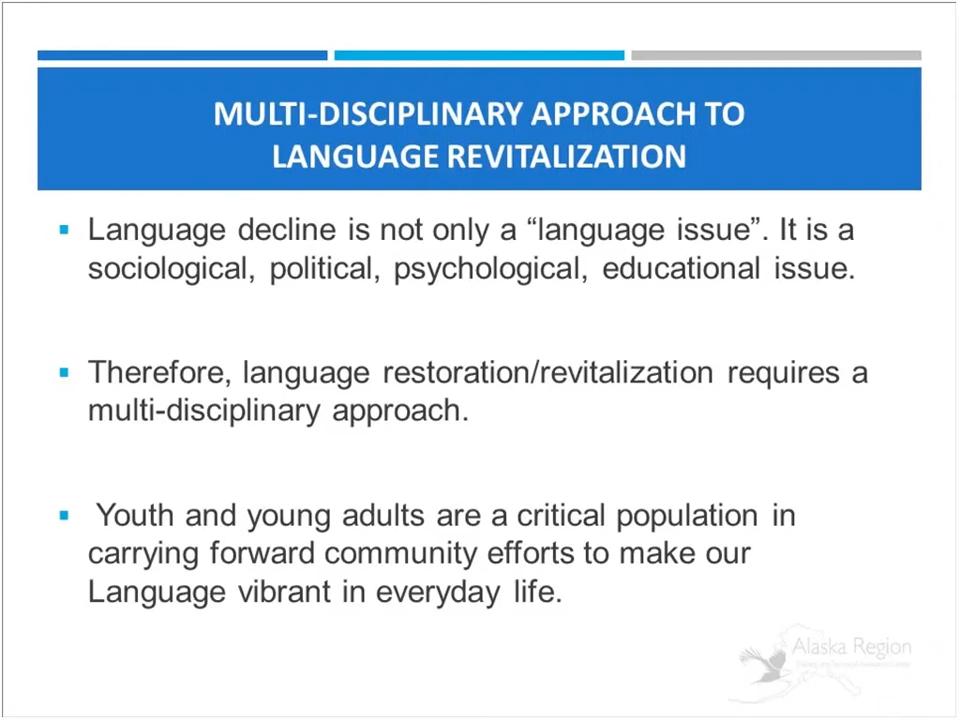 MULTI-DISCIPLINARY APPROACH TO
LANGUAGE REVITALIZATION
Language decline is not only a “language issue”. It is a
sociological, political, psychological, educational issue.
Therefore, language restoration/revitalization requires a
multi-disciplinary approach.
Youth and young adults are a critical population in
carrying forward community efforts to make our
Language vibrant in everyday life.
Alaska Region